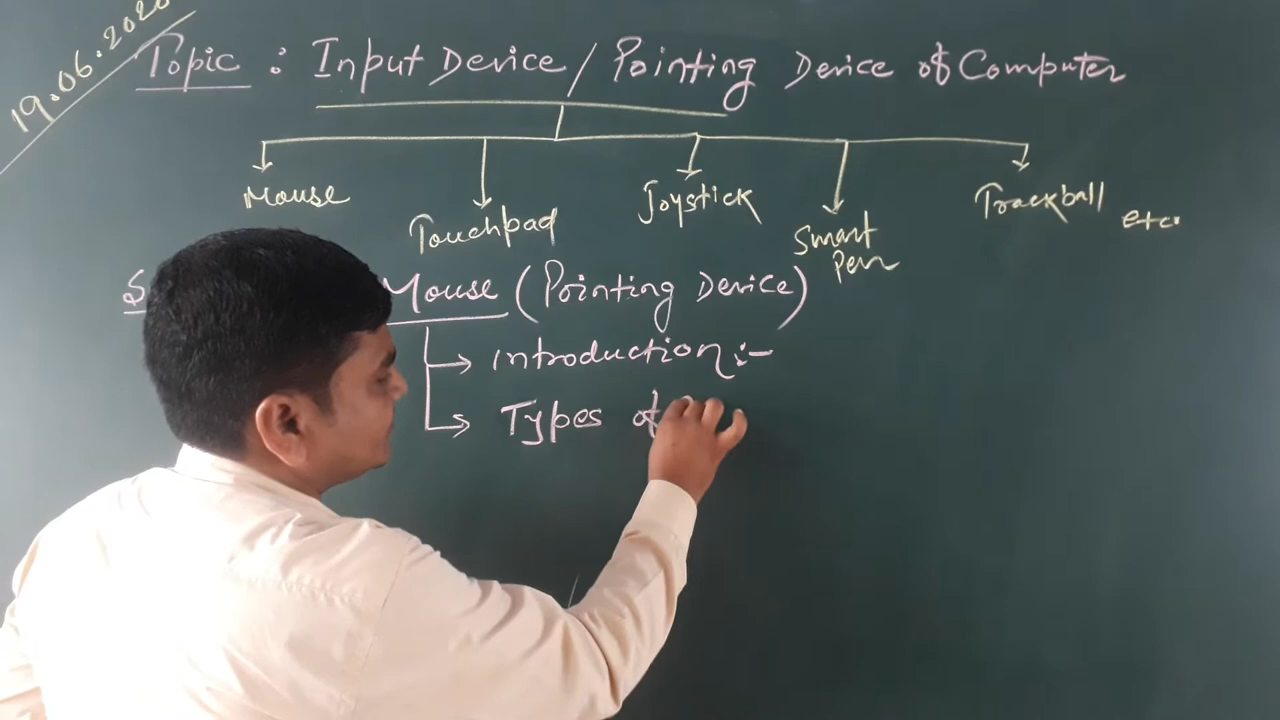 19.06.2020
Topic : Input Device / Pointing Device of Computer
Mouse
Touchpad
Joystick
Smart
Pen
Trackball
etc.
Mouse (Pointing Device)
→ Introduction :-
→ Types of